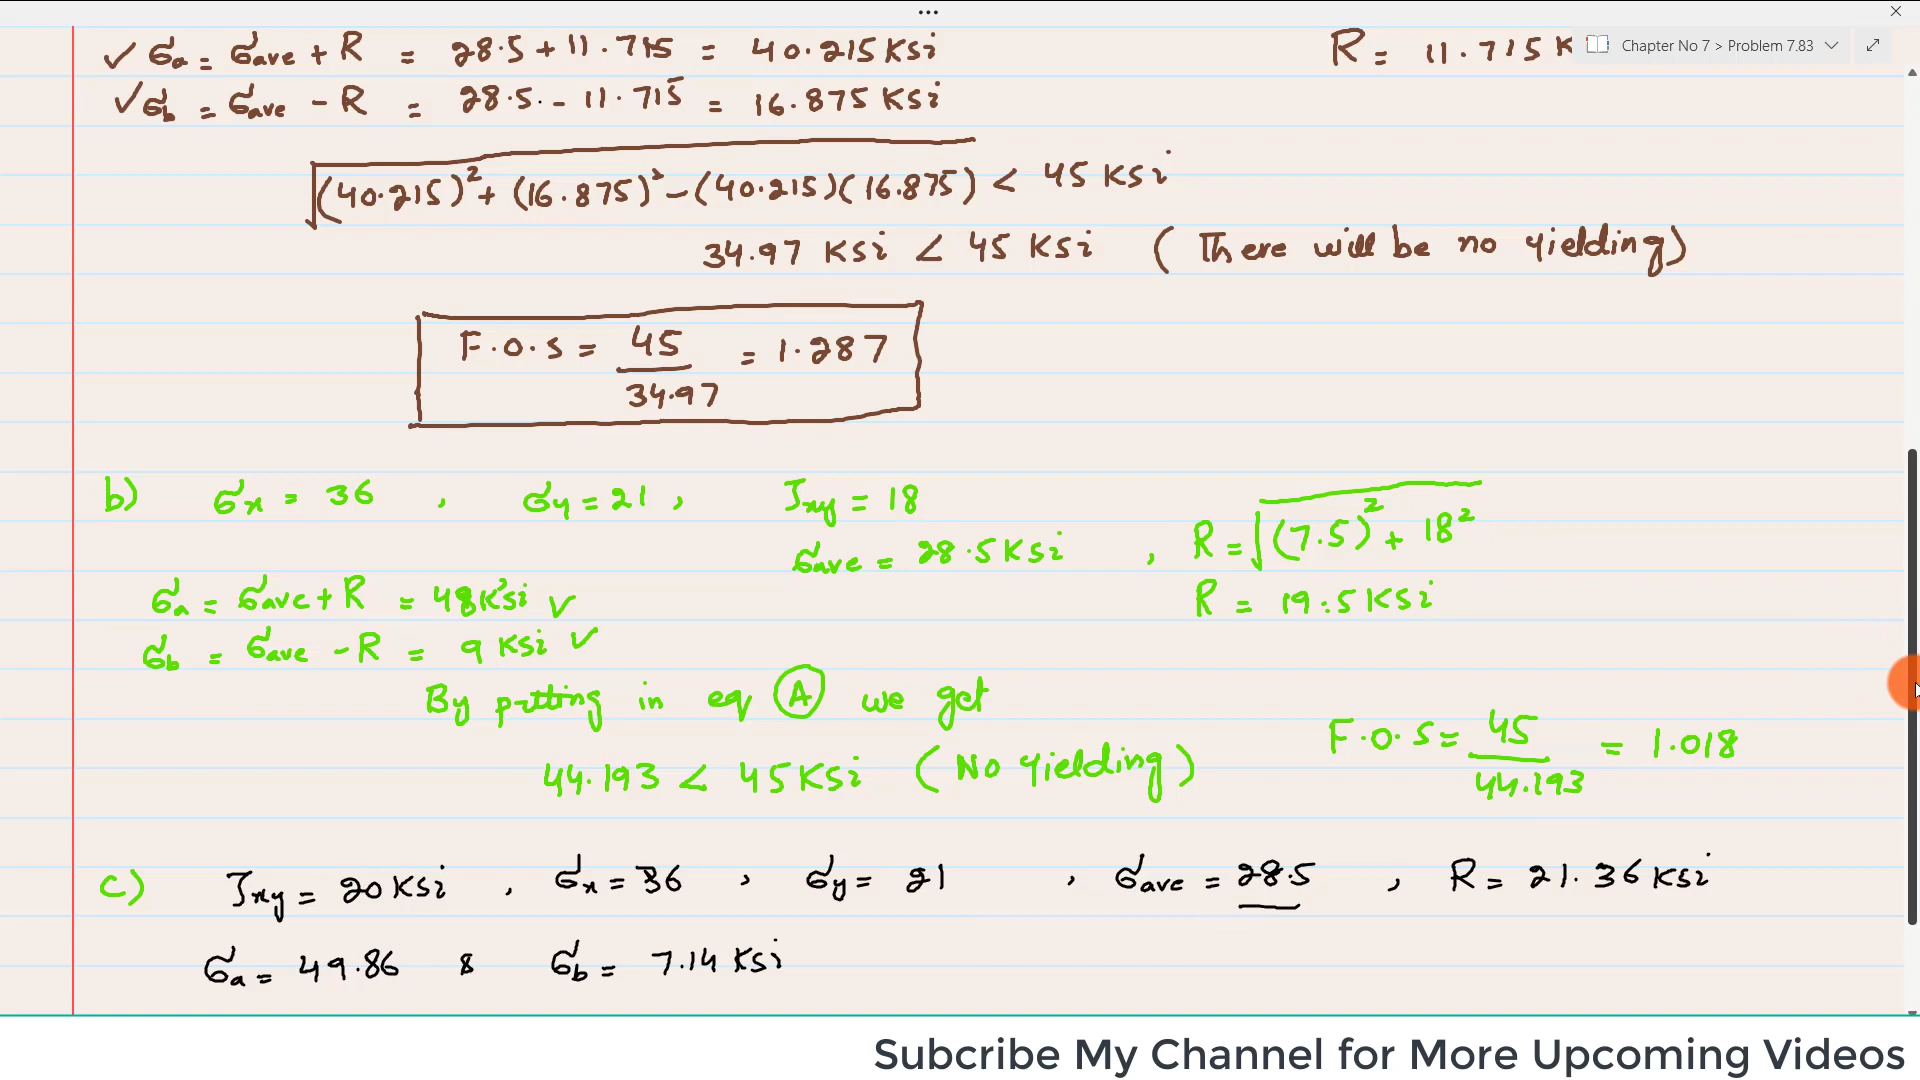 ...
Chapter No 7 > Problem 7.83
✓ σa = σave + R = 28.5 + 11.715 = 40.215 Ksi
R = 11.715 K
✓ σb = σave - R = 28.5 - 11.715 = 16.875 Ksi
√(40.215)² + (16.875)² - (40.215)(16.875) < 45 Ksi
34.97 Ksi < 45 Ksi (There will be no yielding)
F.O.S = 45/34.97 = 1.287
b) σx = 36 , σy = 21 , τxy = 18
σave = 28.5 Ksi , R = √(7.5)² + 18²
σa = σave + R = 48 Ksi ✓
R = 19.5 Ksi
σb = σave - R = 9 Ksi ✓
By putting in eq (A) we get
44.193 < 45 Ksi (No yielding)
F.O.S = 45/44.193 = 1.018
c) τxy = 20 Ksi , σx = 36 , σy = 21 , σave = 28.5 , R = 21.36 Ksi
σa = 49.86 & σb = 7.14 Ksi
Subcribe My Channel for More Upcoming Videos